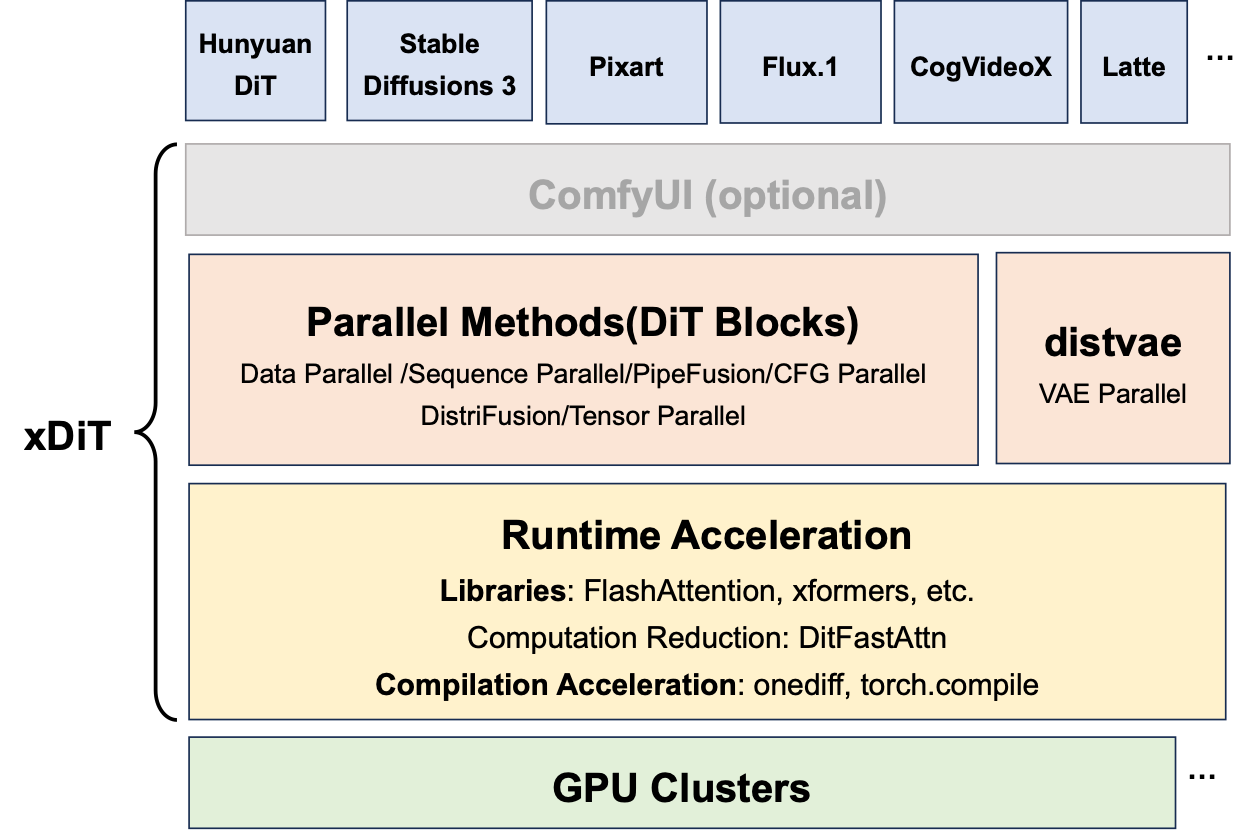 Hunyuan
DiT
Stable
Diffusions 3
Pixart
Flux.1
CogVideoX
Latte
...
xDiT
ComfyUI (optional)
Parallel Methods(DiT Blocks)
Data Parallel /Sequence Parallel/PipeFusion/CFG Parallel
DistriFusion/Tensor Parallel
distvae
VAE Parallel
Runtime Acceleration
Libraries: FlashAttention, xformers, etc.
Computation Reduction: DitFastAttn
Compilation Acceleration: onediff, torch.compile
GPU Clusters
...